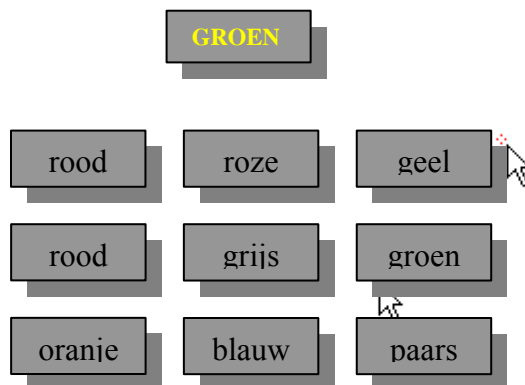 GROEN
rood roze geel
rood grijs groen
oranje blauw paars